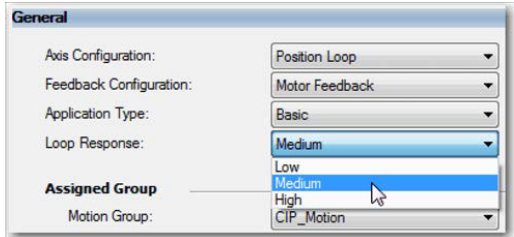 General
Axis Configuration: Position Loop
Feedback Configuration: Motor Feedback
Application Type: Basic
Loop Response: Medium
Low
Medium
High
Assigned Group
Motion Group: CIP_Motion